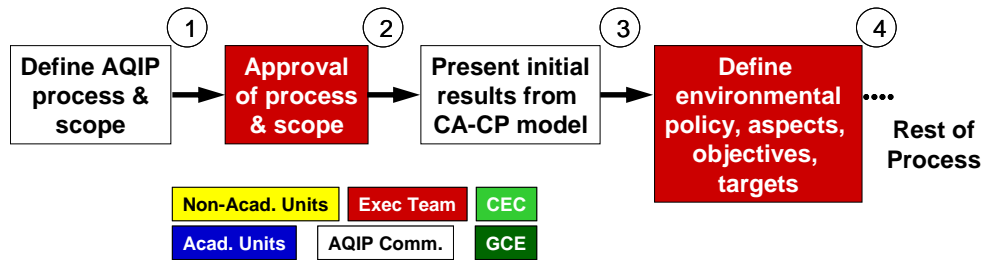 1
Define AQIP
process &
scope
2
Approval
of process
& scope
3
Present initial
results from
CA-CP model
4
Define
environmental
policy, aspects,
objectives,
targets
Rest of
Process
Non-Acad. Units
Exec Team
CEC
Acad. Units
AQIP Comm.
GCE